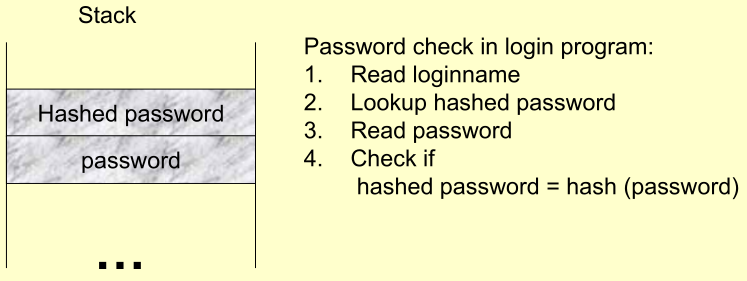 Stack
Hashed password
password
...
Password check in login program:
1. Read loginname
2. Lookup hashed password
3. Read password
4. Check if
hashed password = hash (password)